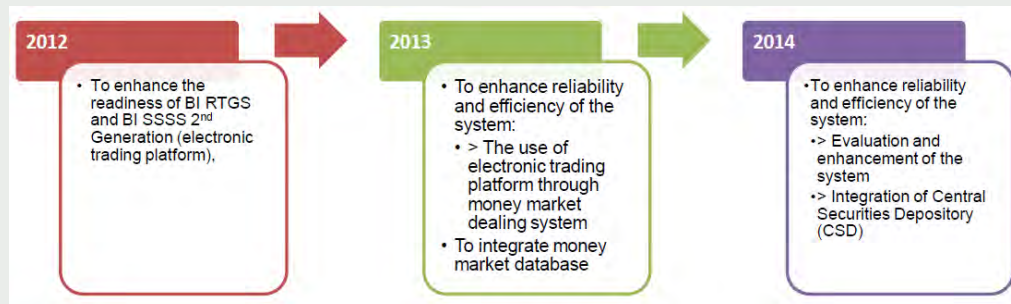 2012
• To enhance the
readiness of BI RTGS
and BI SSSS 2nd
Generation (electronic
trading platform),
2013
• To enhance reliability
and efficiency of the
system:
• > The use of
electronic trading
platform through
money market
dealing system
• To integrate money
market database
2014
•To enhance reliability
and efficiency of the
system:
•> Evaluation and
enhancement of the
system
•> Integration of Central
Securities Depository
(CSD)